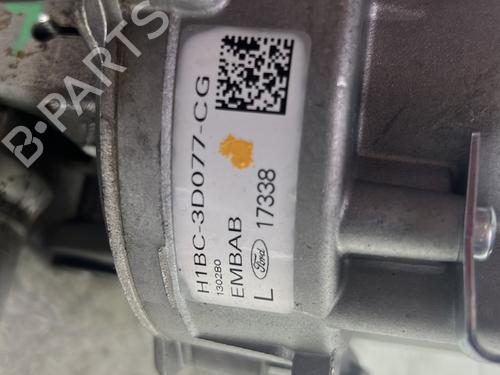 H1BC-3D077-CG
130280
EMBAB
L Ford 17338
B-PARTS